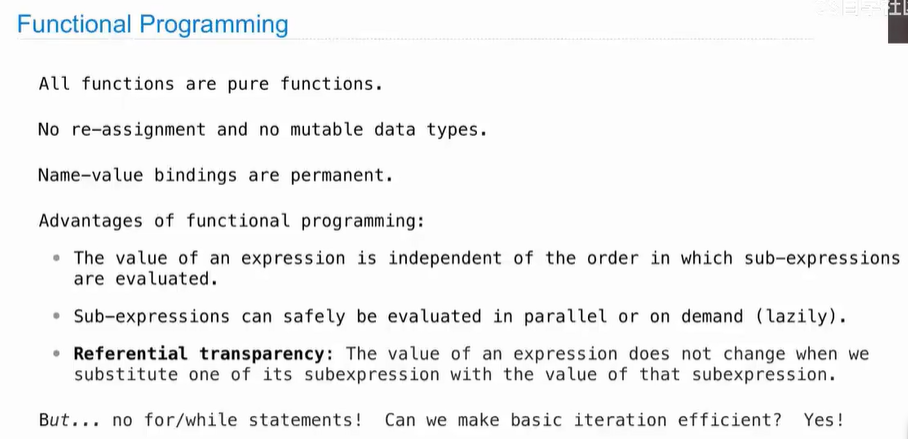 Functional Programming
All functions are pure functions.
No re-assignment and no mutable data types.
Name-value bindings are permanent.
Advantages of functional programming:
• The value of an expression is independent of the order in which sub-expressions
are evaluated.
• Sub-expressions can safely be evaluated in parallel or on demand (lazily).
• Referential transparency: The value of an expression does not change when we
substitute one of its subexpression with the value of that subexpression.
But... no for/while statements!  Can we make basic iteration efficient?  Yes!